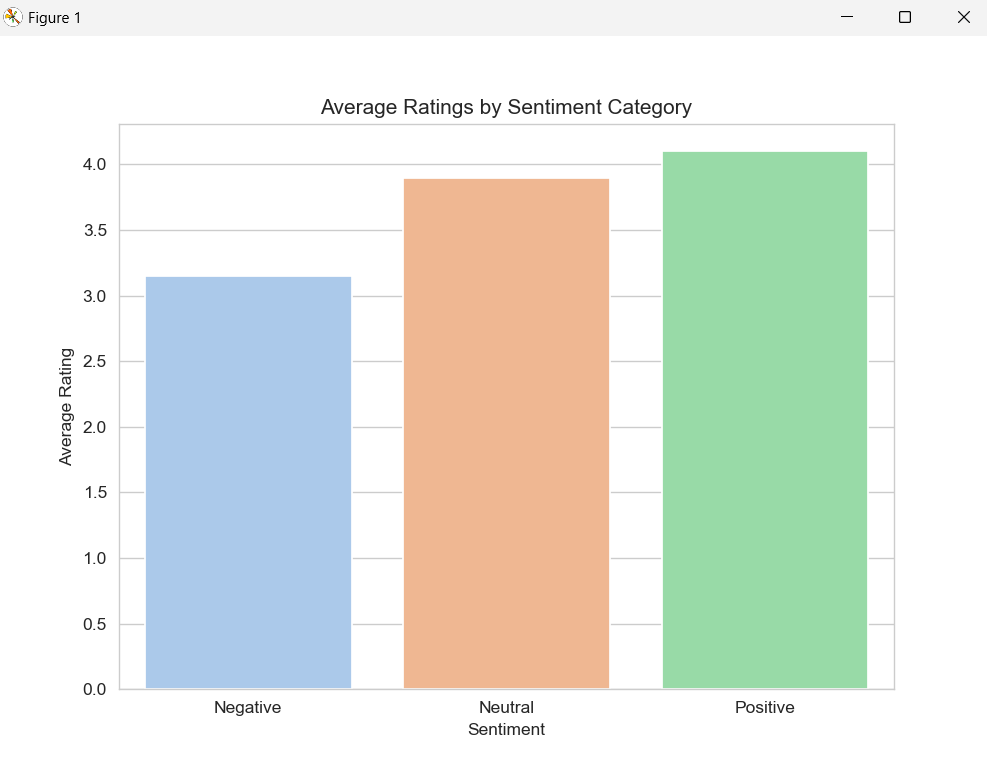 Figure 1
Average Ratings by Sentiment Category
4.0
3.5
3.0
2.5
2.0
1.5
1.0
0.5
0.0
Average Rating
Negative Neutral Positive
Sentiment